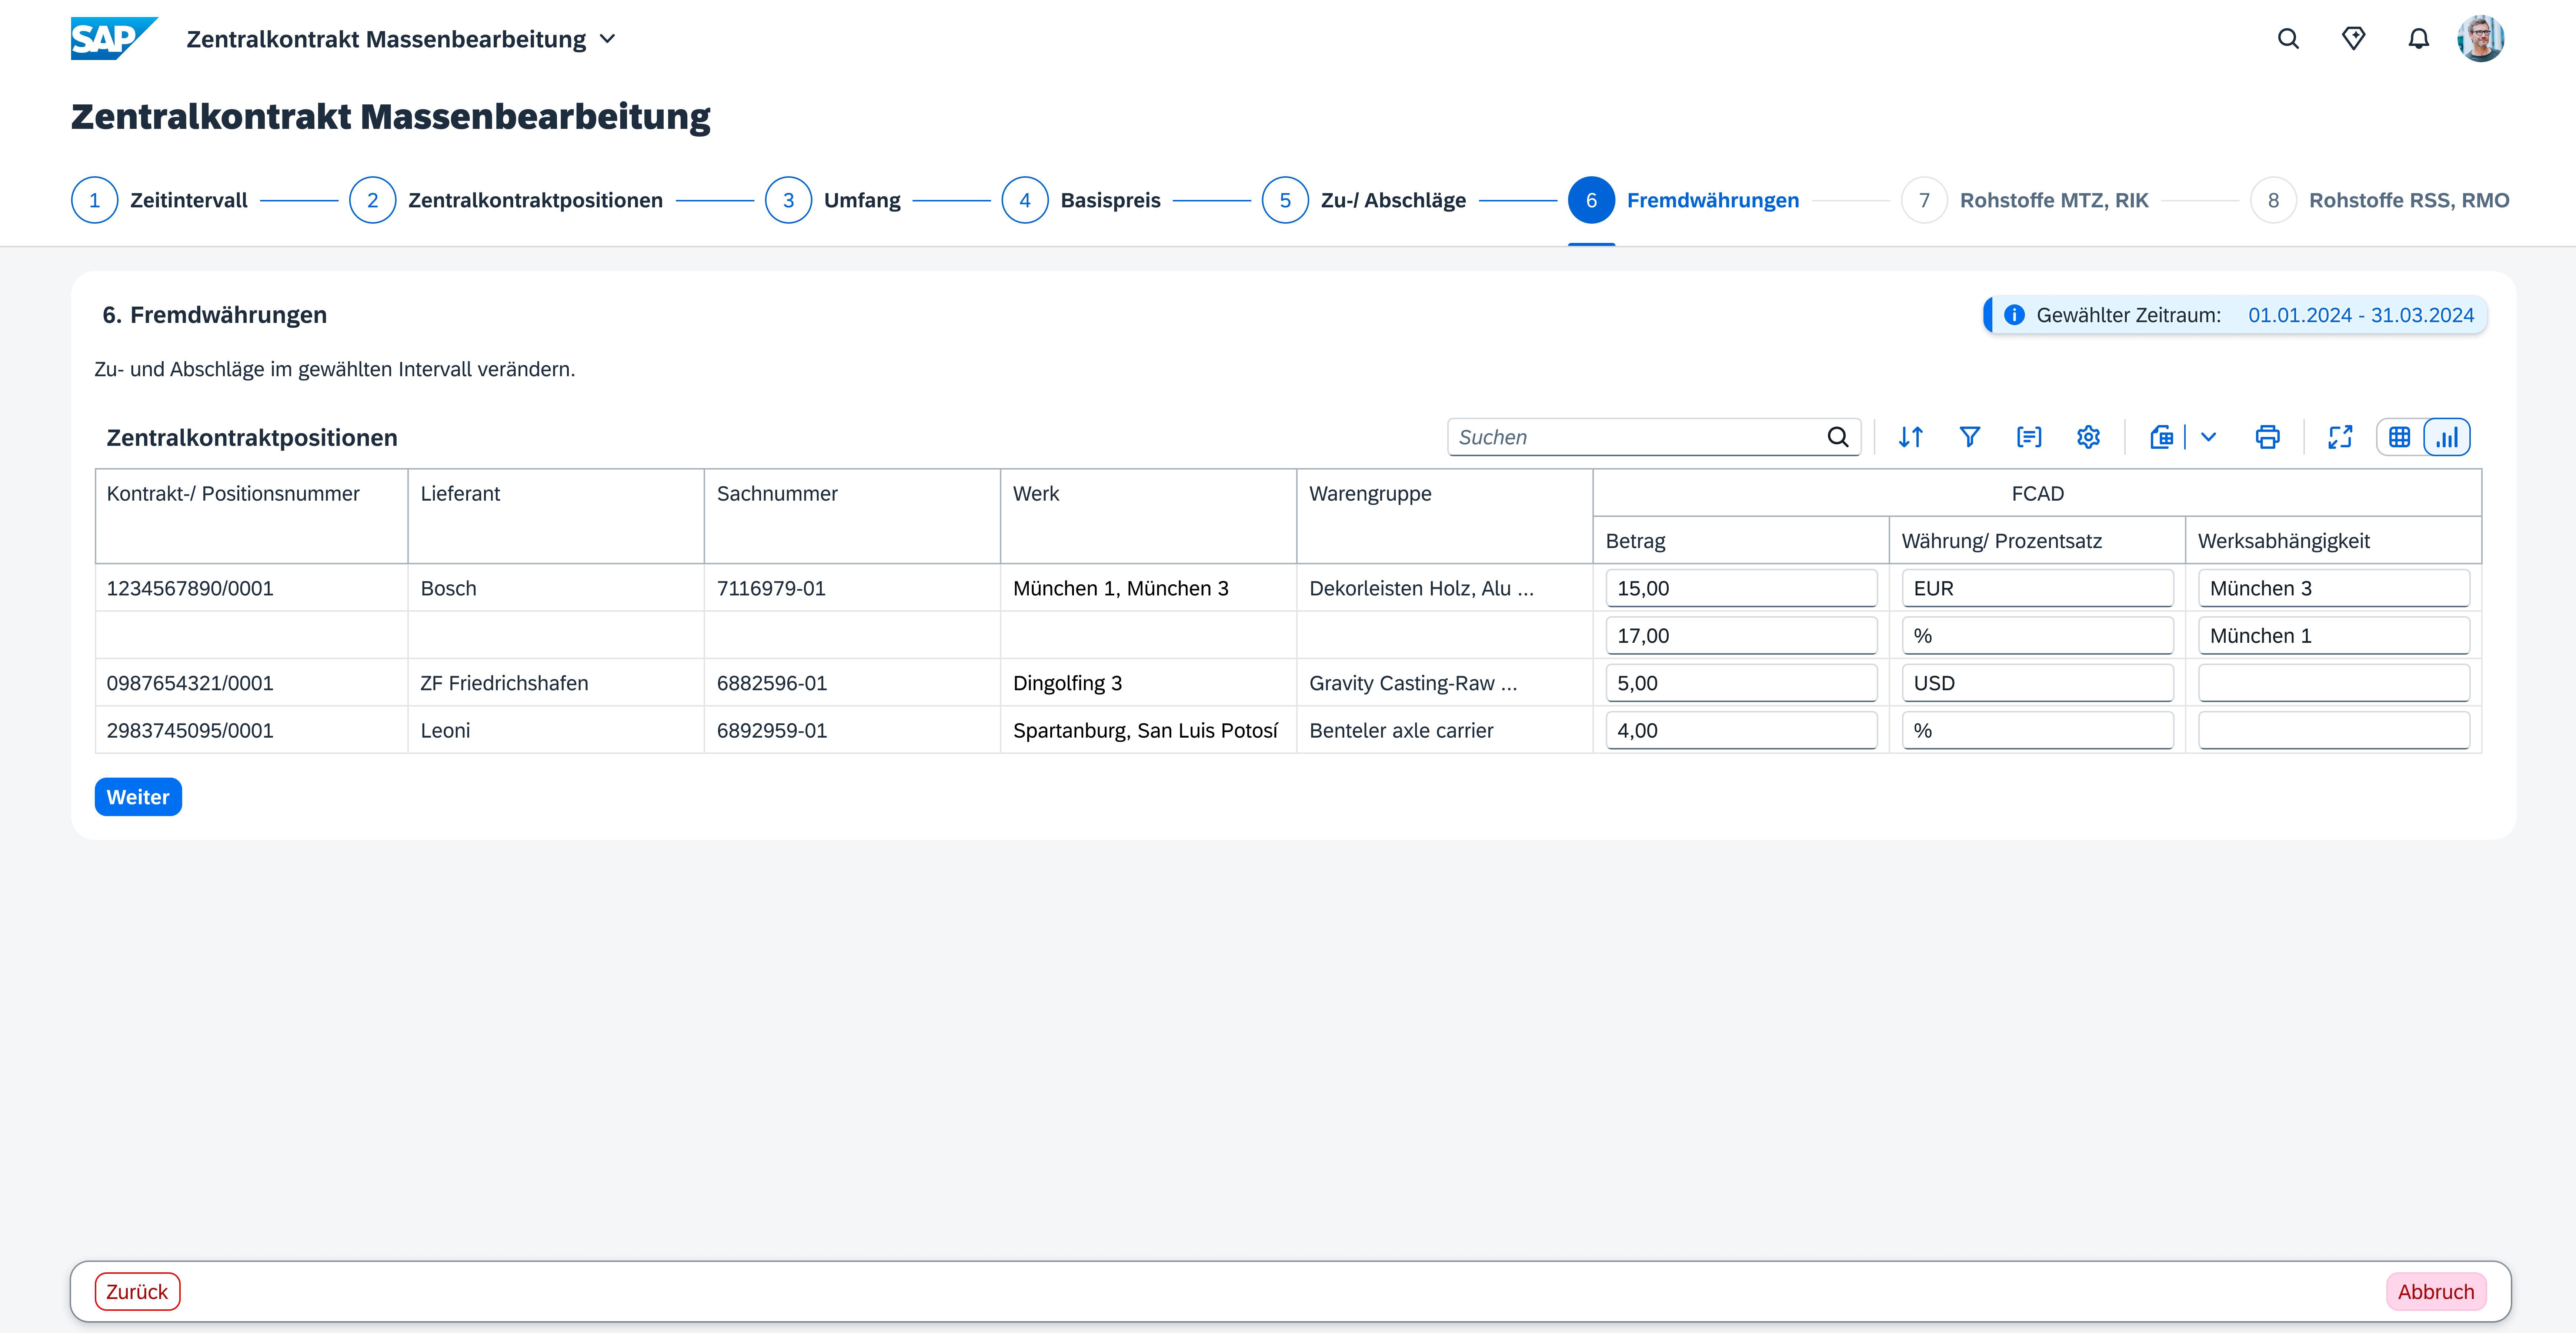 SAP Zentralkontrakt Massenbearbeitung
Zentralkontrakt Massenbearbeitung
1 Zeitintervall 2 Zentralkontraktpositionen 3 Umfang 4 Basispreis 5 Zu-/ Abschläge 6 Fremdwährungen 7 Rohstoffe MTZ, RIK 8 Rohstoffe RSS, RMO
6. Fremdwährungen
Gewählter Zeitraum: 01.01.2024 - 31.03.2024
Zu- und Abschläge im gewählten Intervall verändern.
Zentralkontraktpositionen Suchen
Kontrakt-/ Positionsnummer Lieferant Sachnummer Werk Warengruppe FCAD
Betrag Währung/ Prozentsatz Werksabhängigkeit
1234567890/0001 Bosch 7116979-01 München 1, München 3 Dekorleisten Holz, Alu ... 15,00 EUR München 3
17,00 % München 1
0987654321/0001 ZF Friedrichshafen 6882596-01 Dingolfing 3 Gravity Casting-Raw ... 5,00 USD
2983745095/0001 Leoni 6892959-01 Spartanburg, San Luis Potosí Benteler axle carrier 4,00 %
Weiter
Zurück Abbruch